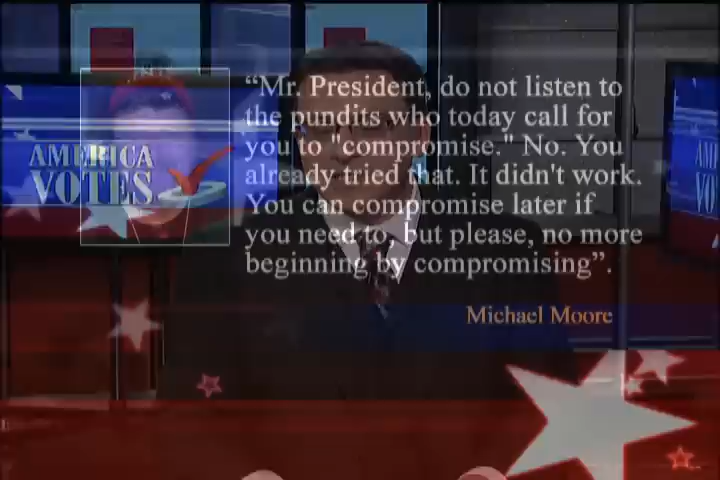 “Mr. President, do not listen to
the pundits who today call for
you to "compromise." No. You
already tried that. It didn't work.
You can compromise later if
you need to, but please, no more
beginning by compromising”.
Michael Moore
AMERICA
VOTES
AM
VO